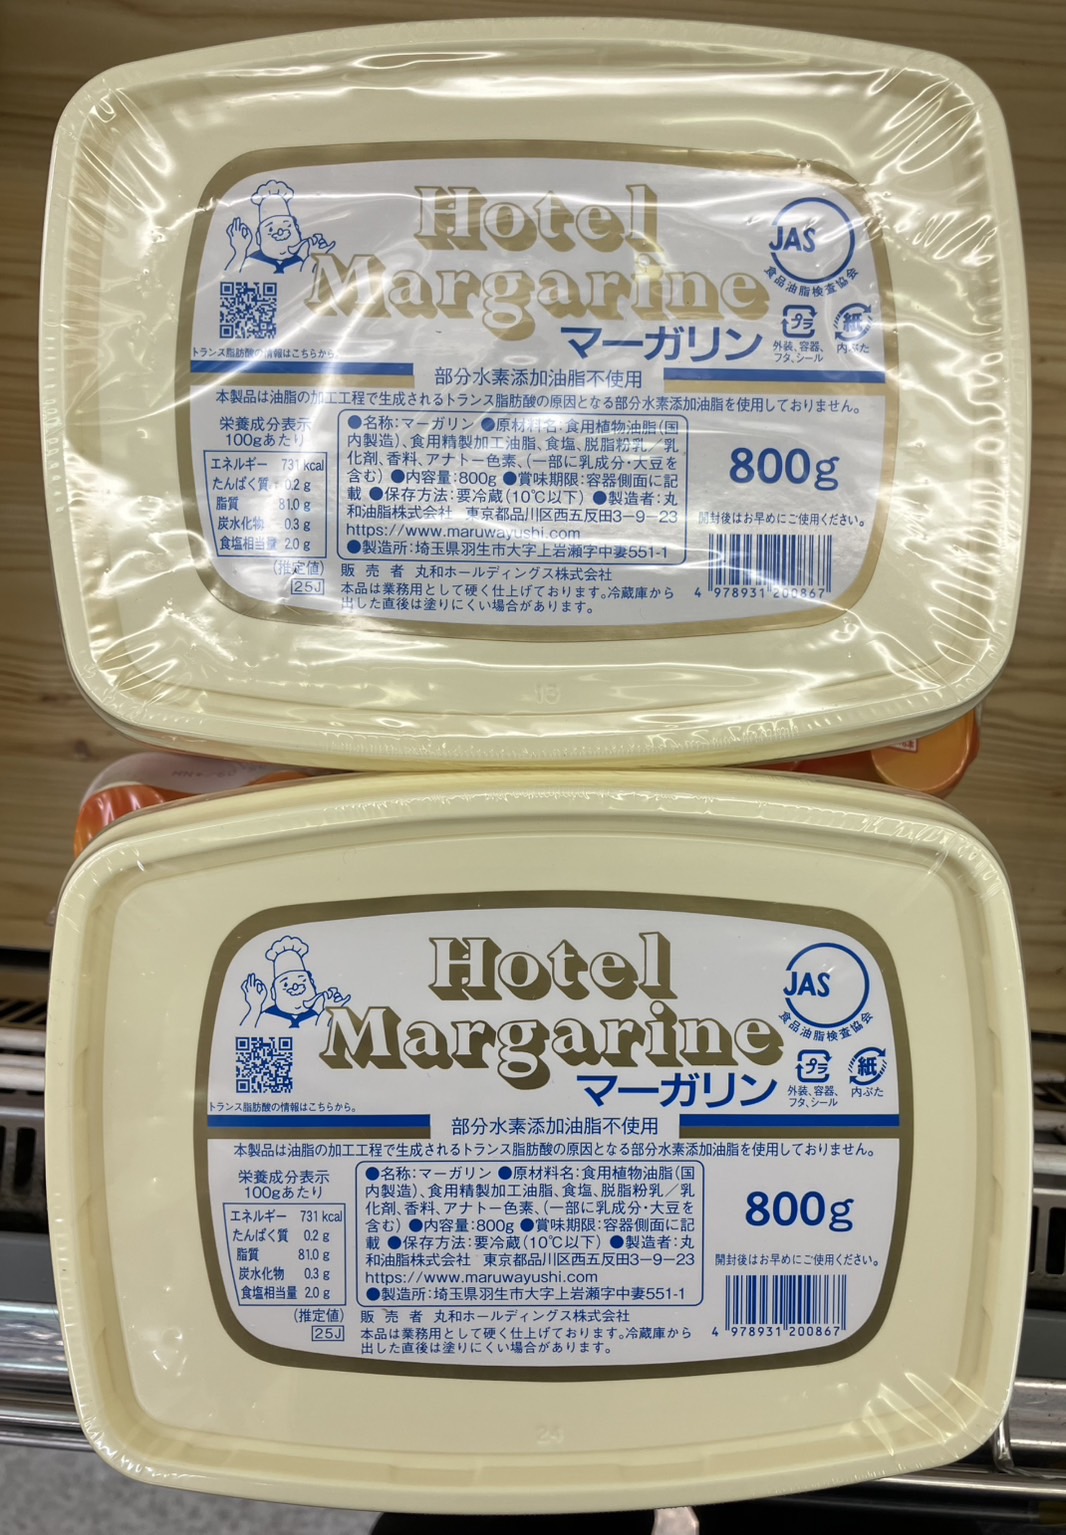 Hotel
Margarine
マーガリン
JAS
食品油脂検査協会
プラ
外装、容器、
フタ、シール
紙
内ぶた
トランス脂肪酸の情報はこちらから。
部分水素添加油脂不使用
本製品は油脂の加工工程で生成されるトランス脂肪酸の原因となる部分水素添加油脂を使用しておりません。
栄養成分表示
100gあたり
エネルギー 731 kcal
たんぱく質 0.2 g
脂質 81.0 g
炭水化物 0.3 g
食塩相当量 2.0 g
(推定値)
25J
●名称:マーガリン ●原材料名:食用植物油脂(国
内製造)、食用精製加工油脂、食塩、脱脂粉乳/乳
化剤、香料、アナトー色素、(一部に乳成分・大豆を
含む) ●内容量:800g ●賞味期限:容器側面に記
載 ●保存方法:要冷蔵(10℃以下) ●製造者:丸
和油脂株式会社 東京都品川区西五反田3-9-23
https://www.maruwayushi.com
●製造所:埼玉県羽生市大字上岩瀬字中妻551-1
販売者 丸和ホールディングス株式会社
本品は業務用として硬く仕上げております。冷蔵庫から
出した直後は塗りにくい場合があります。
800g
開封後はお早めにご使用ください。
4 978931 200867
Hotel
Margarine
マーガリン
JAS
食品油脂検査協会
プラ
外装、容器、
フタ、シール
紙
内ぶた
トランス脂肪酸の情報はこちらから。
部分水素添加油脂不使用
本製品は油脂の加工工程で生成されるトランス脂肪酸の原因となる部分水素添加油脂を使用しておりません。
栄養成分表示
100gあたり
エネルギー 731 kcal
たんぱく質 0.2 g
脂質 81.0 g
炭水化物 0.3 g
食塩相当量 2.0 g
(推定値)
25J
●名称:マーガリン ●原材料名:食用植物油脂(国
内製造)、食用精製加工油脂、食塩、脱脂粉乳/乳
化剤、香料、アナトー色素、(一部に乳成分・大豆を
含む) ●内容量:800g ●賞味期限:容器側面に記
載 ●保存方法:要冷蔵(10℃以下) ●製造者:丸
和油脂株式会社 東京都品川区西五反田3-9-23
https://www.maruwayushi.com
●製造所:埼玉県羽生市大字上岩瀬字中妻551-1
販売者 丸和ホールディングス株式会社
本品は業務用として硬く仕上げております。冷蔵庫から
出した直後は塗りにくい場合があります。
800g
開封後はお早めにご使用ください。
4 978931 200867
24